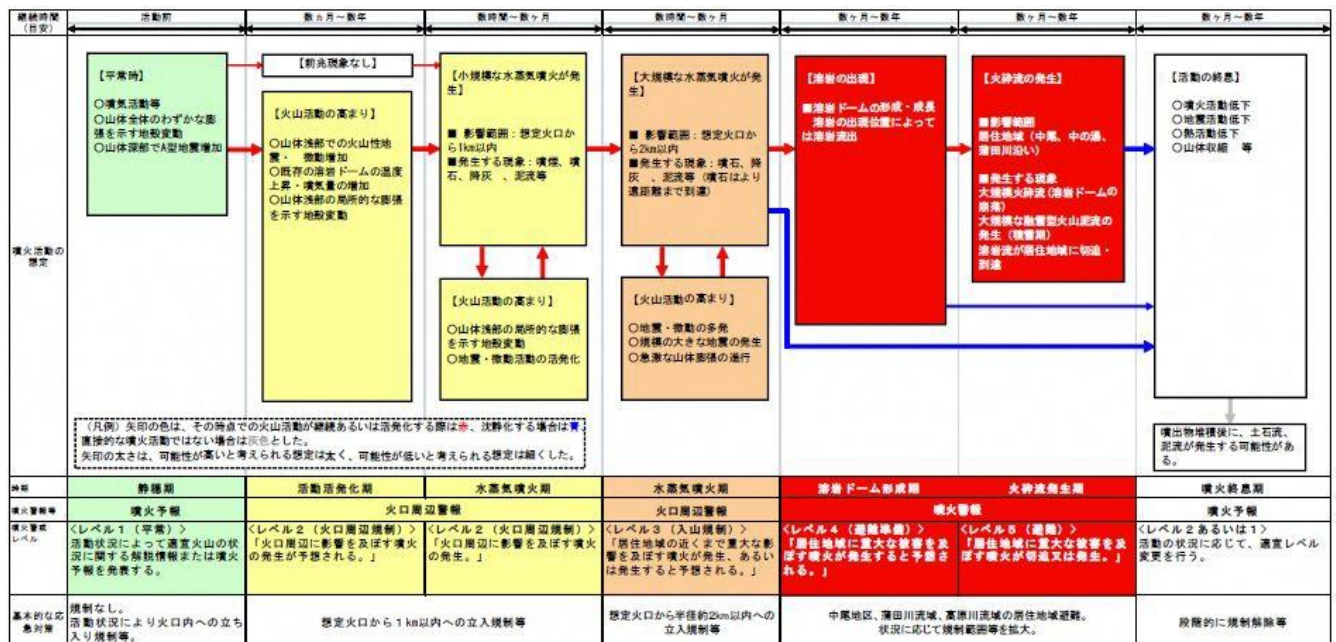 継続時間
（目安）
活動前
数ヵ月～数年
数時間～数ヶ月
数時間～数ヶ月
数ヶ月～数年
数ヶ月～数年
数ヶ月～数年
噴火活動の
想定
【平常時】
○噴気活動等
○山体全体のわずかな膨
張を示す地殻変動
○山体深部でA型地震増加
【前兆現象なし】
【火山活動の高まり】
○山体浅部での火山性地
震・ 微動増加
○既存の溶岩ドームの温度
上昇・噴気量の増加
○山体浅部の局所的な膨張
を示す地殻変動
【小規模な水蒸気噴火が発
生】
■ 影響範囲：想定火口か
ら1km以内
■発生する現象：噴煙、噴
石、降灰 、泥流等
【火山活動の高まり】
○山体浅部の局所的な膨張
を示す地殻変動
○地震・微動活動の活発化
【大規模な水蒸気噴火が発
生】
■ 影響範囲：想定火口か
ら2km以内
■発生する現象：噴石、降
灰 、泥流等（噴石はより
遠距離まで到達）
【火山活動の高まり】
○地震・微動の多発
○規模の大きな地震の発生
○急激な山体膨張の進行
【溶岩の出現】
■溶岩ドームの形成・成長
溶岩の出現位置によって
は溶岩流出
【火砕流の発生】
■影響範囲
居住地域（中尾、中の湯、
蒲田川沿い）
■発生する現象
大規模火砕流（溶岩ドームの
崩落）
大規模な融雪型火山泥流の
発生（積雪期）
溶岩流が居住地域に切迫・
到達
【活動の終息】
○噴火活動低下
○地震活動低下
○熱活動低下
○山体収縮 等
噴出物堆積後に、土石流、
泥流が発生する可能性があ
る。
（凡例）矢印の色は、その時点での火山活動が継続あるいは活発化する際は赤、沈静化する場合は青、
直接的な噴火活動ではない場合は灰色とした。
矢印の太さは、可能性が高いと考えられる想定は太く、可能性が低いと考えられる想定は細くした。
時期
静穏期
活動活発化期
水蒸気噴火期
水蒸気噴火期
溶岩ドーム形成期
火砕流発生期
噴火終息期
噴火警報等
噴火予報
火口周辺警報
火口周辺警報
噴火警報
噴火予報
噴火警戒
レベル
＜レベル１（平常）＞
活動状況によって適宜火山の状
況に関する解説情報または噴火
予報を発表する。
＜レベル２（火口周辺規制）＞
「火口周辺に影響を及ぼす噴火
の発生が予想される。」
＜レベル２（火口周辺規制）＞
「火口周辺に影響を及ぼす噴火
の発生。」
＜レベル３（入山規制）＞
「居住地域の近くまで重大な影
響を及ぼす噴火が発生、あるい
は発生すると予想される。」
＜レベル４（避難準備）＞
「居住地域に重大な被害を及
ぼす噴火が発生すると予想さ
れる。」
＜レベル５（避難）＞
「居住地域に重大な被害を及
ぼす噴火が切迫又は発生。」
＜レベル２あるいは１＞
活動の状況に応じて、適宜レベル
変更を行う。
基本的な応
急対策
規制なし。
活動状況により火口内への立ち
入り規制等。
想定火口から１km以内への立入規制等
想定火口から半径約2km以内への
立入規制等
中尾地区、蒲田川流域、高原川流域の居住地域避難。
状況に応じて規制範囲等を拡大。
段階的に規制解除等